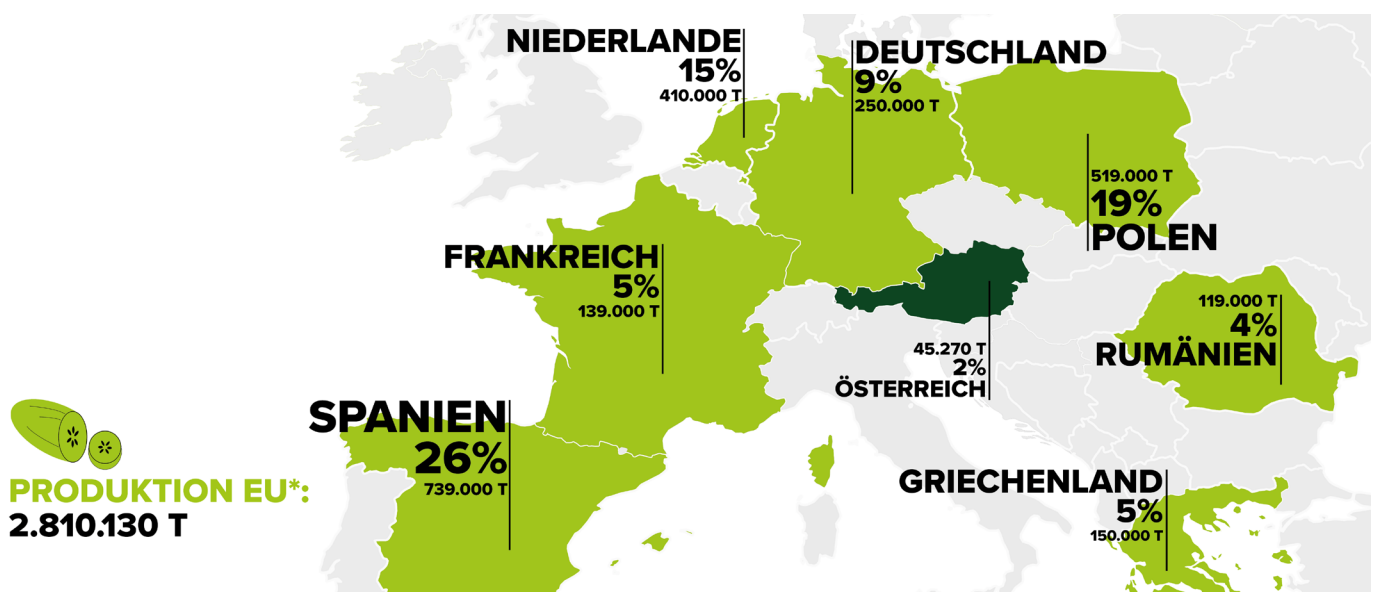 NIEDERLANDE
15%
410.000 T
DEUTSCHLAND
9%
250.000 T
519.000 T
19%
POLEN
FRANKREICH
5%
139.000 T
119.000 T
4%
RUMÄNIEN
45.270 T
2%
ÖSTERREICH
SPANIEN
26%
739.000 T
GRIECHENLAND
5%
150.000 T
PRODUKTION EU*:
2.810.130 T